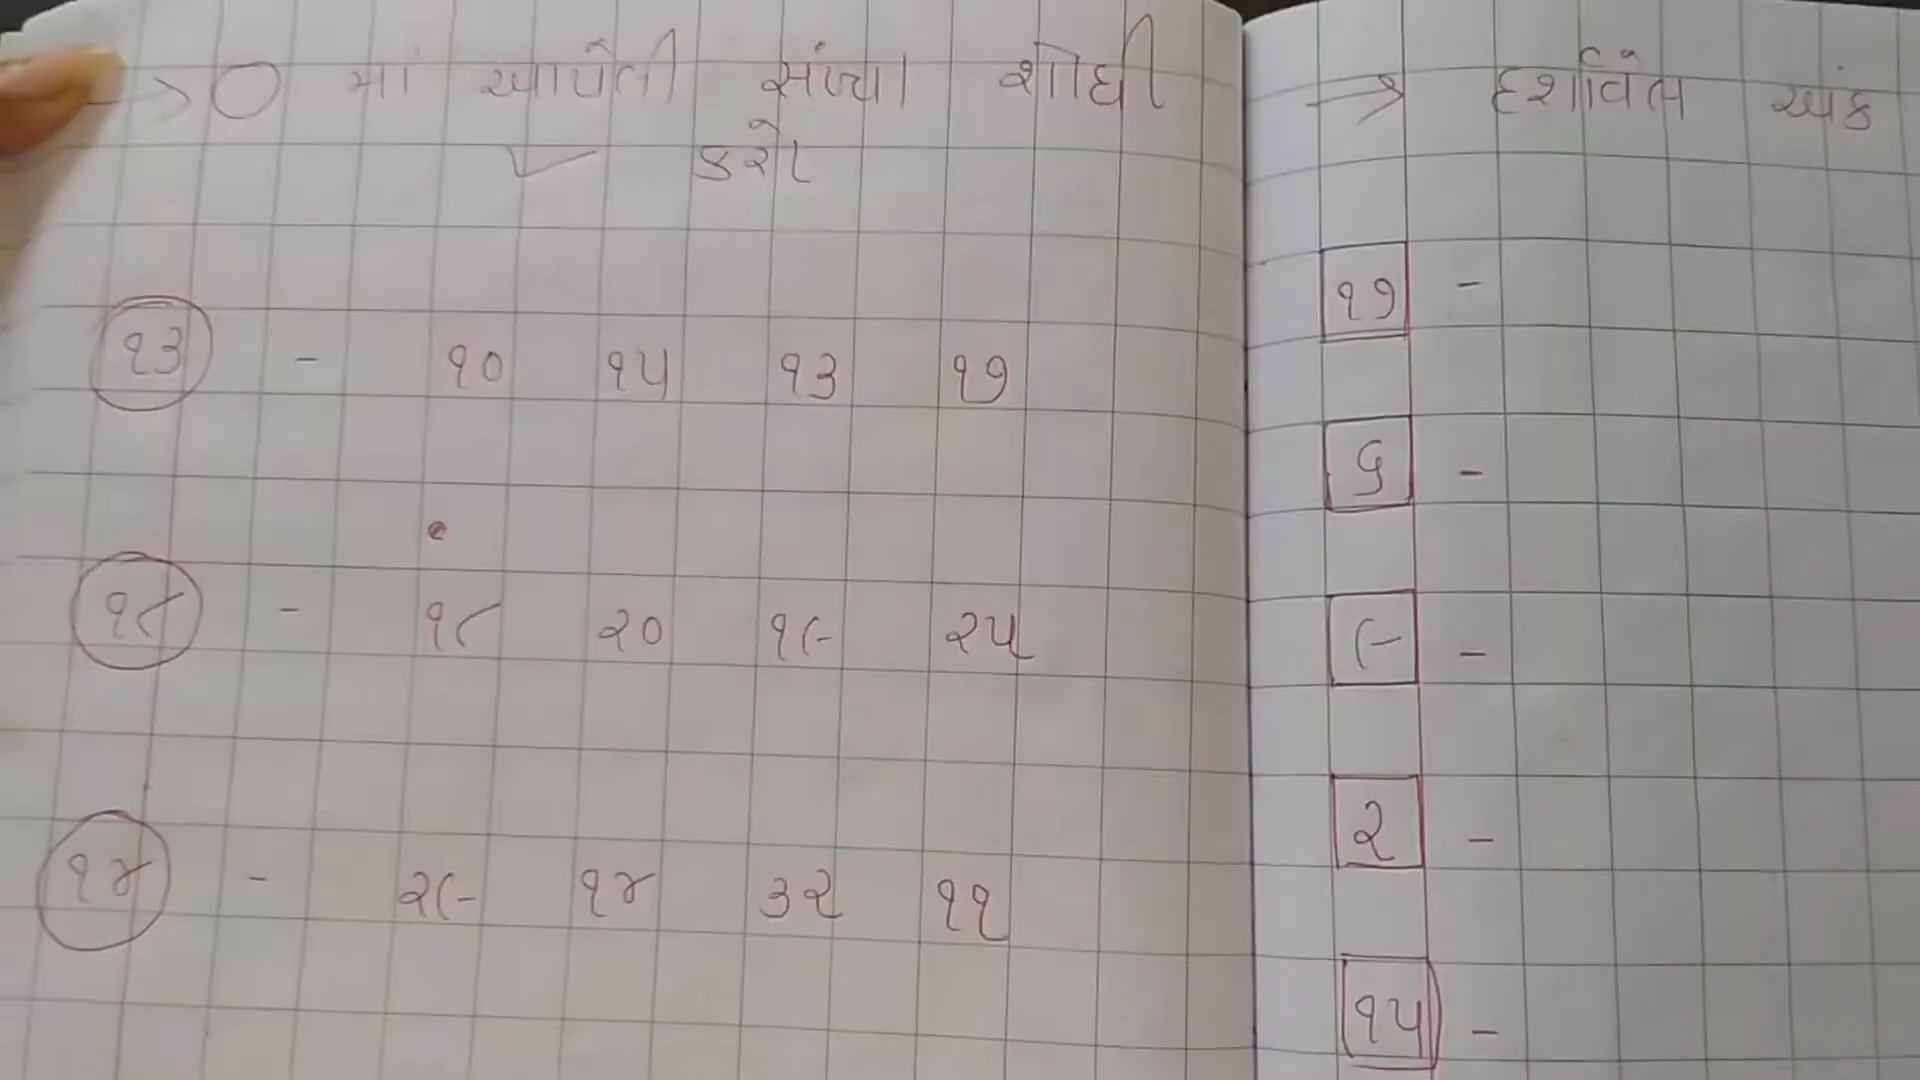 → ○ માં આપેલી સંખ્યા શોધી
✓ કરો
૧૩ - ૧૦ ૧૫ ૧૩ ૧૭
૧૮ - ૧૮ ૨૦ ૧૯ ૨૫
૧૪ - ૨૯ ૧૪ ૩૨ ૧૧
⇒ દર્શાવેલ અંક
૧૭ -
૬ -
૯ -
૨ -
૧૫ -